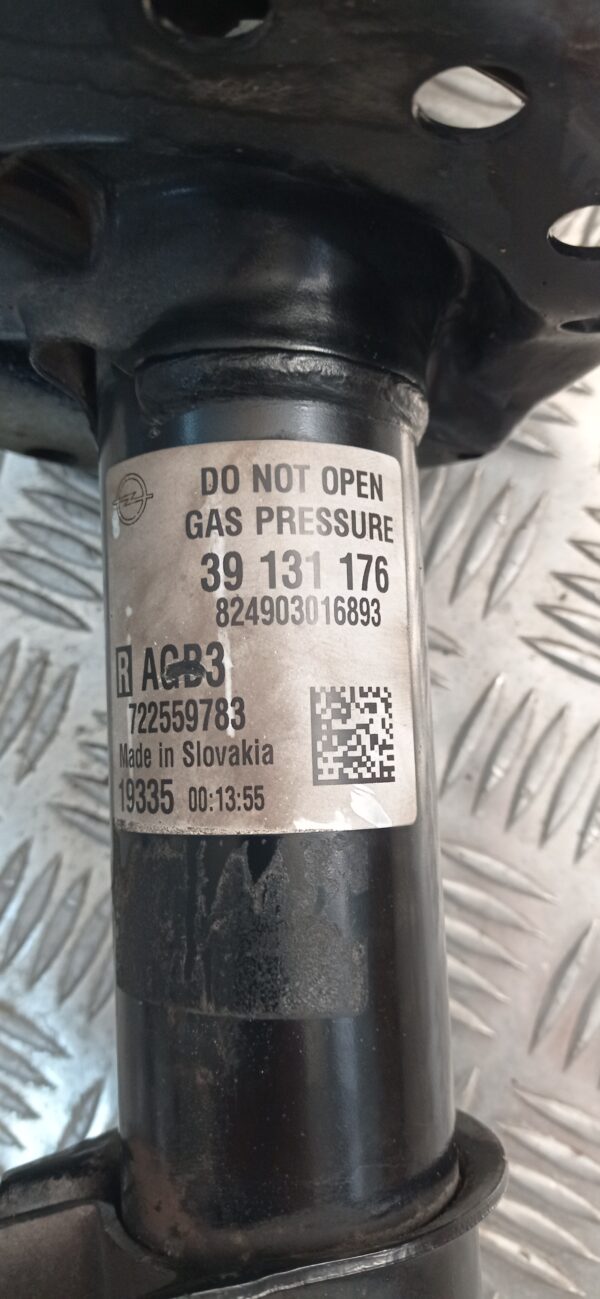 DO NOT OPEN
GAS PRESSURE
39 131 176
824903016893
R AGB3
722559783
Made in Slovakia
19335 00:13:55